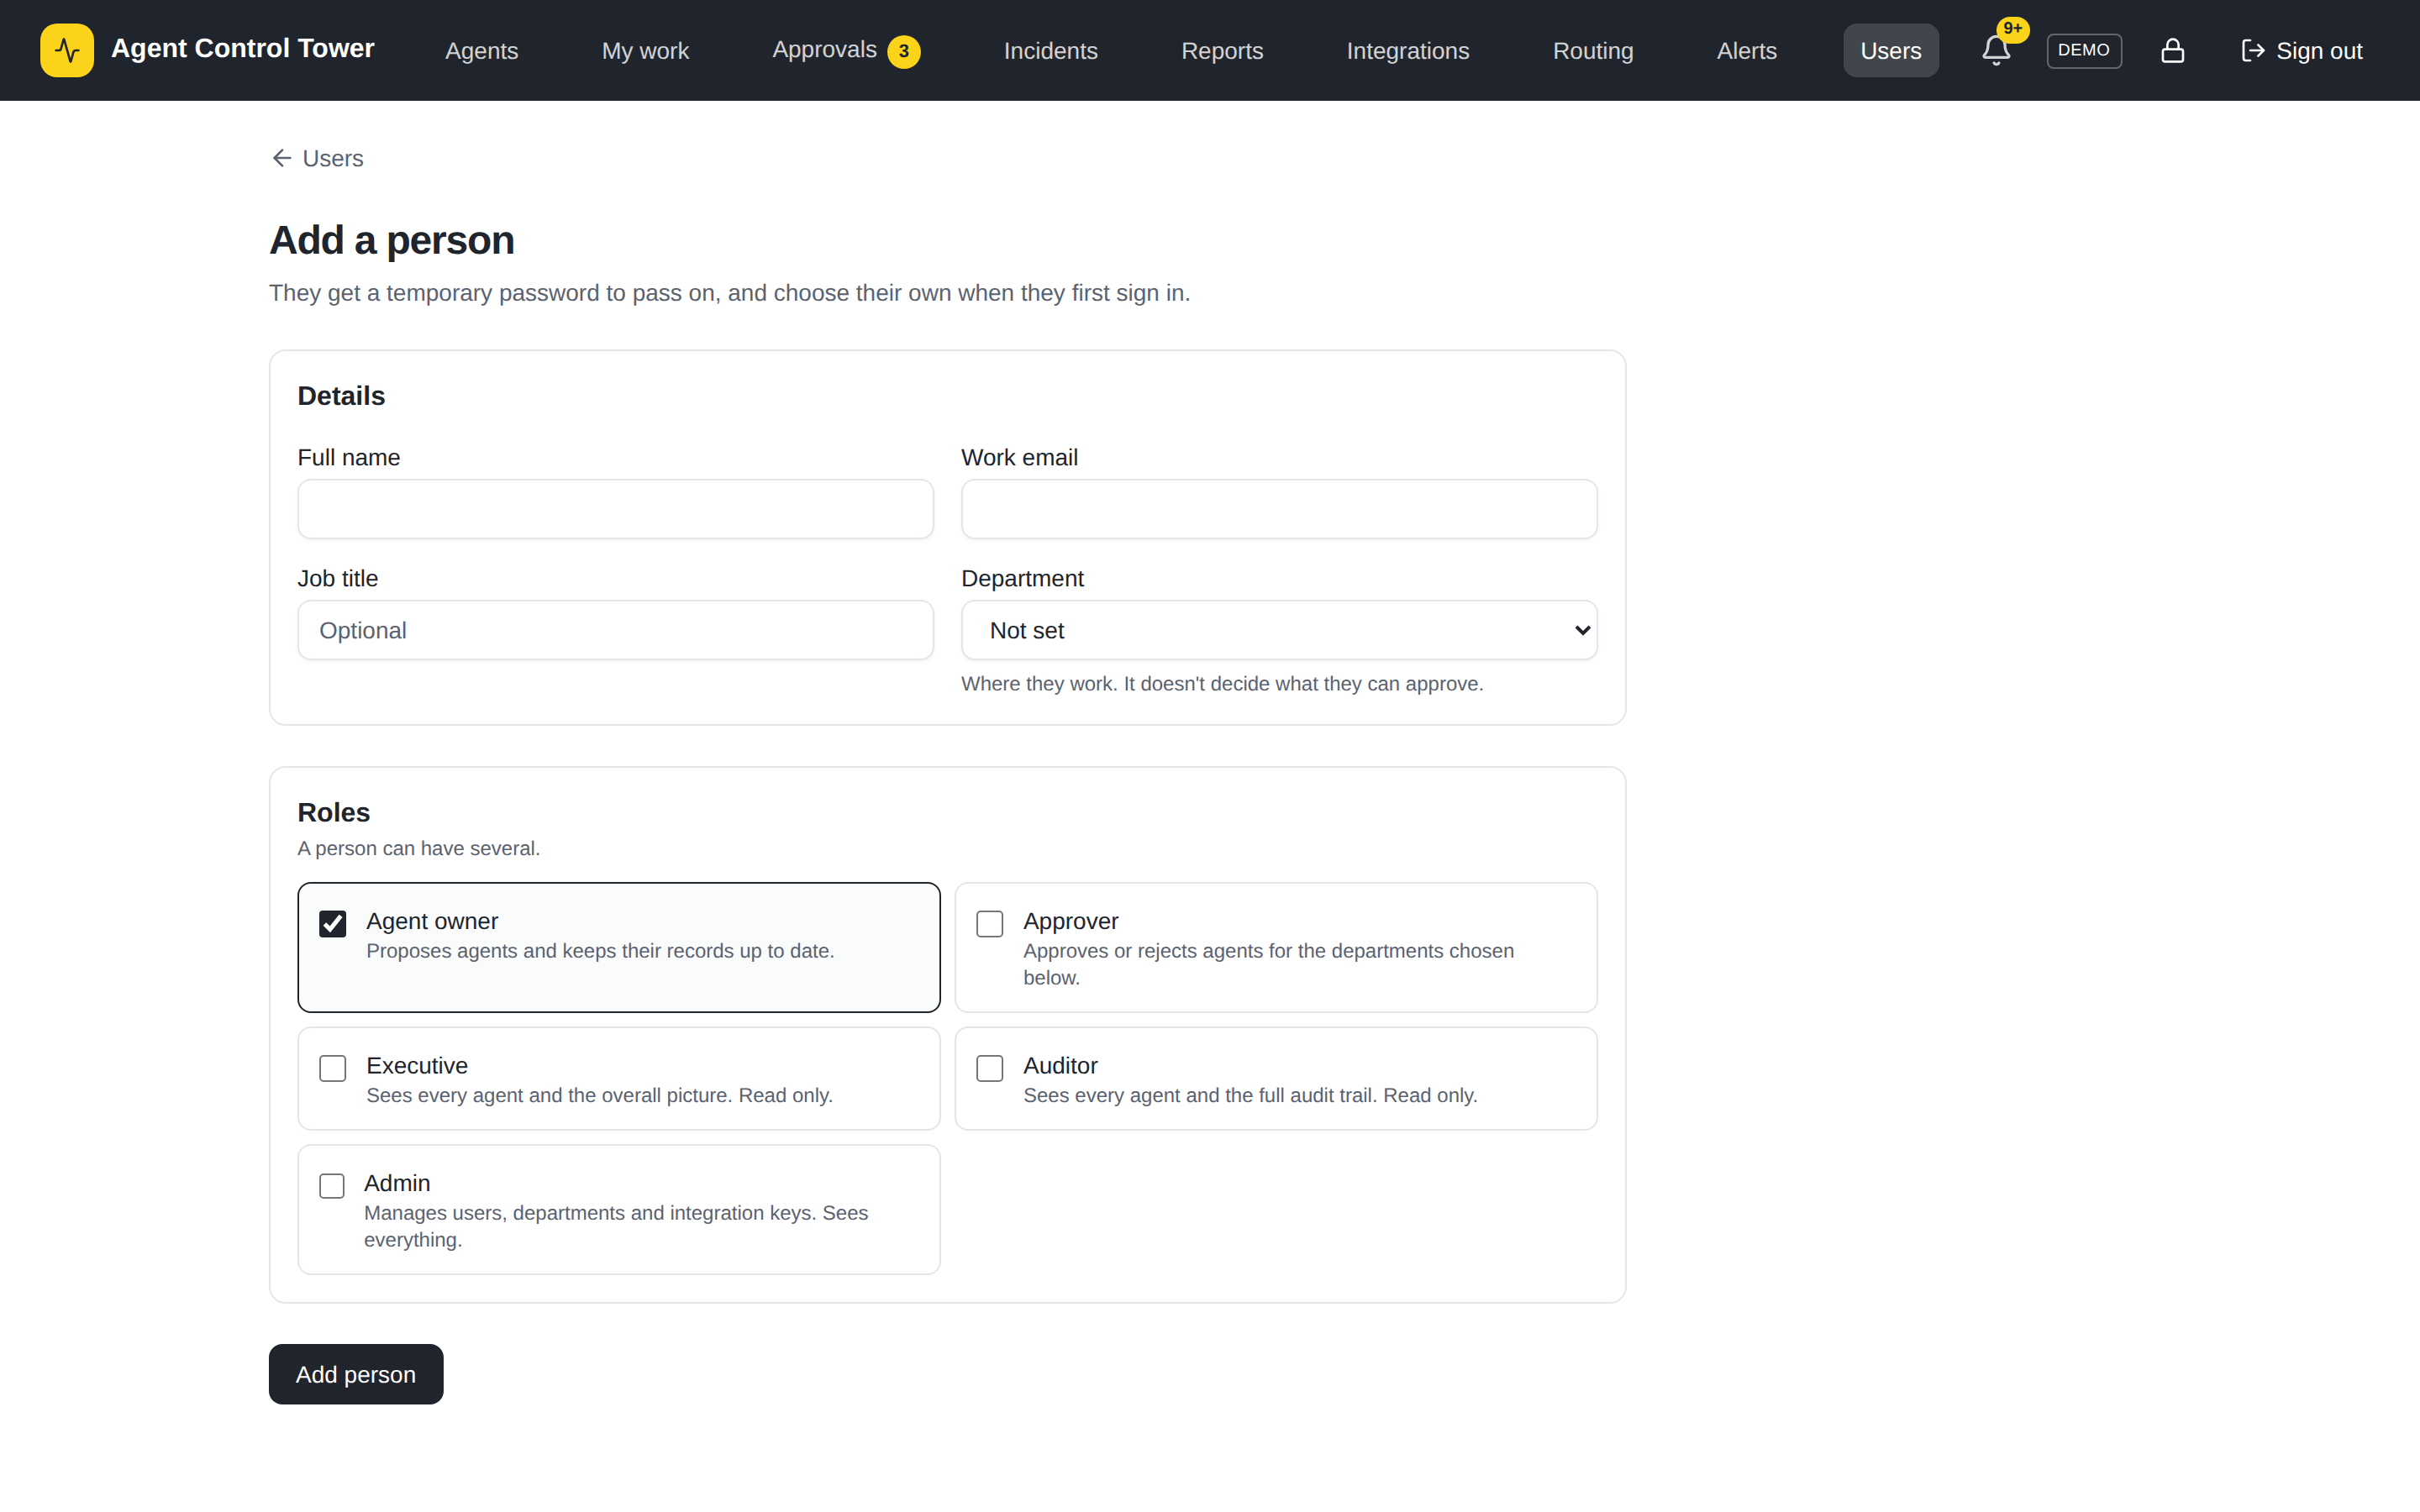 Agent Control Tower
Agents
My work
Approvals 3
Incidents
Reports
Integrations
Routing
Alerts
Users
9+
DEMO
Sign out
Users
Add a person
They get a temporary password to pass on, and choose their own when they first sign in.
Details
Full name
Work email
Job title
Department
Optional
Not set
Where they work. It doesn't decide what they can approve.
Roles
A person can have several.
Agent owner
Proposes agents and keeps their records up to date.
Approver
Approves or rejects agents for the departments chosen
below.
Executive
Sees every agent and the overall picture. Read only.
Auditor
Sees every agent and the full audit trail. Read only.
Admin
Manages users, departments and integration keys. Sees
everything.
Add person